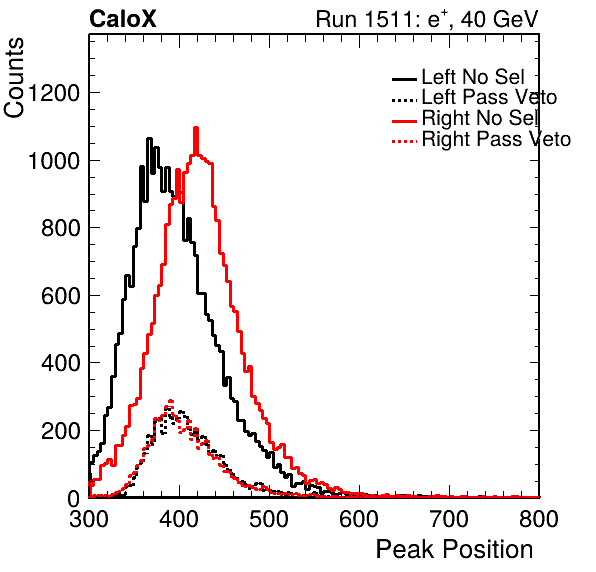 CaloX Run 1511: e+, 40 GeV
Counts
Left No Sel
Left Pass Veto
Right No Sel
Right Pass Veto
1200
1000
800
600
400
200
0
300 400 500 600 700 800
Peak Position